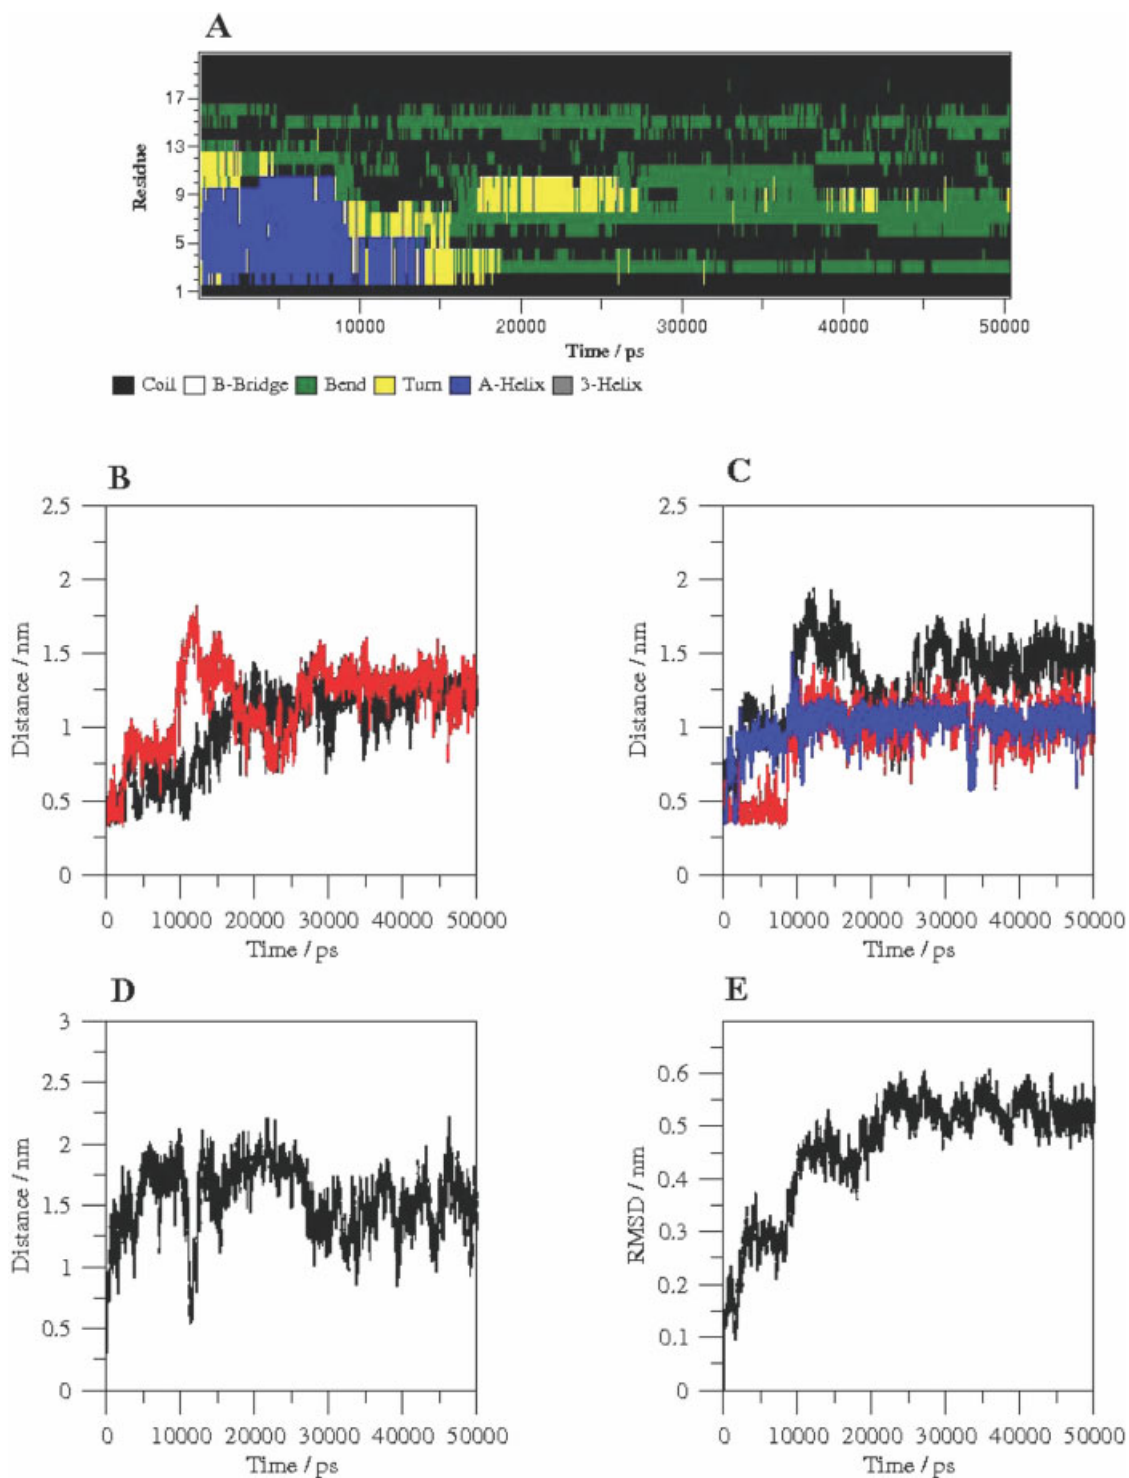 A
17
13
9
5
1
Residue
10000 20000 30000 40000 50000
Time / ps
Coil B-Bridge Bend Turn A-Helix 3-Helix
B
2.5
2
1.5
1
0.5
0
Distance / nm
0 10000 20000 30000 40000 50000
Time / ps
C
2.5
2
1.5
1
0.5
0
Distance / nm
0 10000 20000 30000 40000 50000
Time / ps
D
3
2.5
2
1.5
1
0.5
0
Distance / nm
0 10000 20000 30000 40000 50000
Time / ps
E
0.6
0.5
0.4
0.3
0.2
0.1
0
RMSD / nm
0 10000 20000 30000 40000 50000
Time / ps